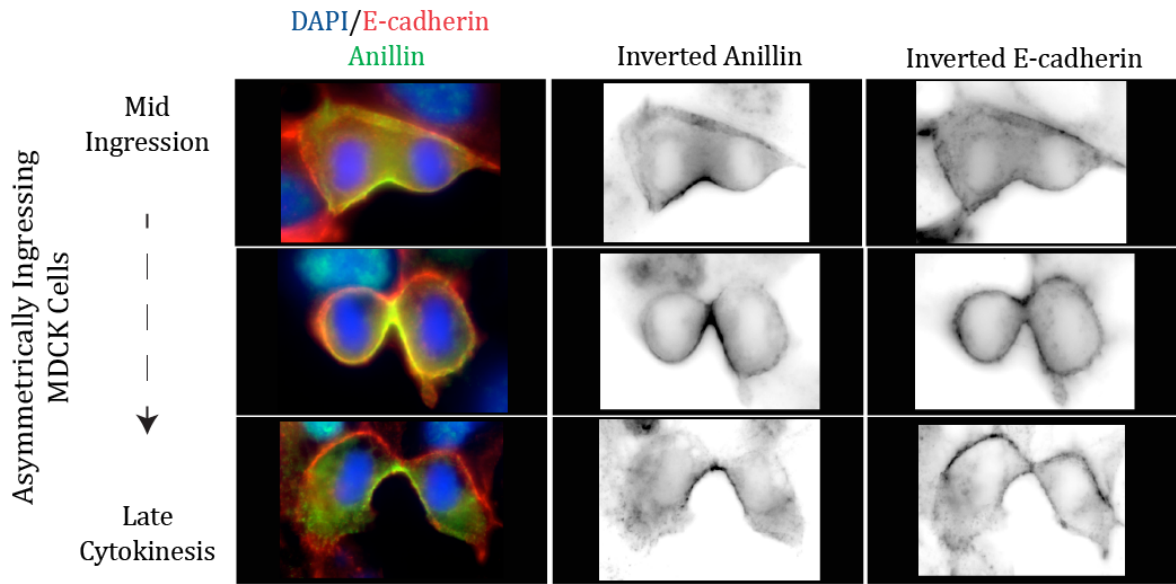 DAPI/E-cadherin
Anillin
Inverted Anillin
Inverted E-cadherin
Asymmetrically Ingressing
MDCK Cells
Mid
Ingression
Late
Cytokinesis